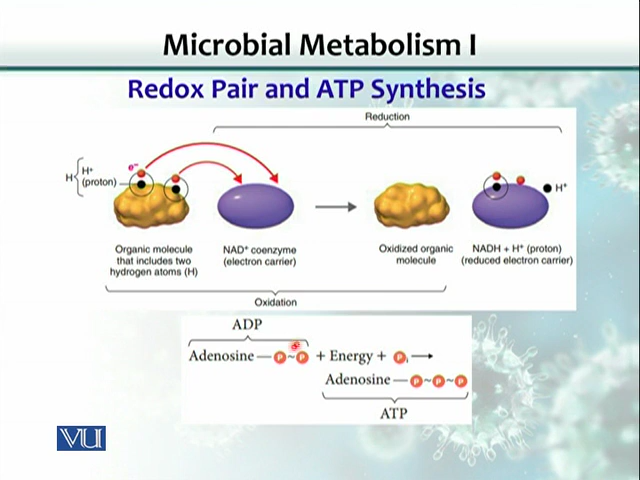 Microbial Metabolism I
Redox Pair and ATP Synthesis
Reduction
e⁻
H { H⁺ (proton)
H⁺
Organic molecule
that includes two
hydrogen atoms (H)
NAD⁺ coenzyme
(electron carrier)
Oxidized organic
molecule
NADH + H⁺ (proton)
(reduced electron carrier)
Oxidation
ADP
Adenosine — P ~ P + Energy + P ⟶
Adenosine — P ~ P ~ P
ATP
VU